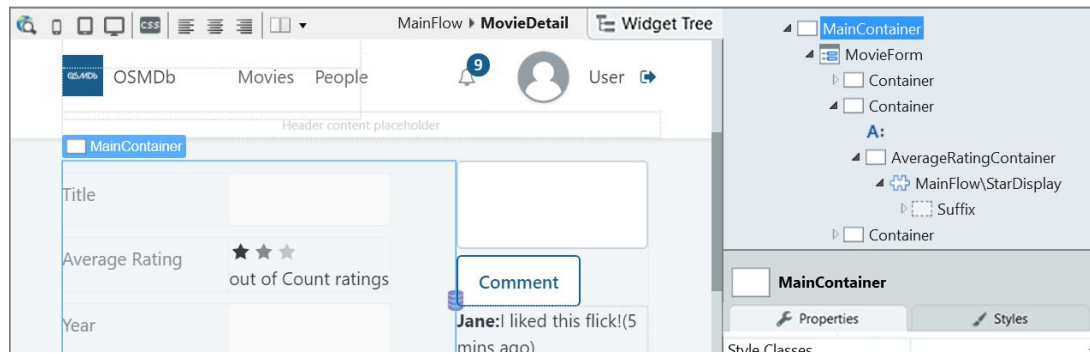 CSS
MainFlow ▸ MovieDetail
Widget Tree
OSMDb OSMDb Movies People 9 User
Header content placeholder
MainContainer
Title
Average Rating
out of Count ratings
Year
Comment
Jane:I liked this flick!(5
mins ago)
MainContainer
MovieForm
Container
Container
A:
AverageRatingContainer
MainFlow\StarDisplay
Suffix
Container
MainContainer
Properties Styles
Style Classes